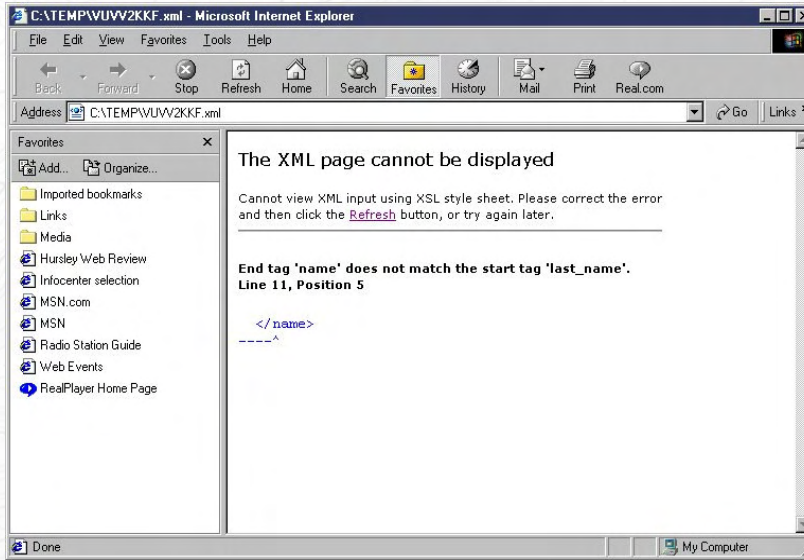 C:\TEMP\VUVV2KKF.xml - Microsoft Internet Explorer
File Edit View Favorites Tools Help
Back Forward Stop Refresh Home Search Favorites History Mail Print Real.com
Address C:\TEMP\VUVV2KKF.xml Go Links
Favorites
Add... Organize...
Imported bookmarks
Links
Media
Hursley Web Review
Infocenter selection
MSN.com
MSN
Radio Station Guide
Web Events
RealPlayer Home Page
The XML page cannot be displayed
Cannot view XML input using XSL style sheet. Please correct the error
and then click the Refresh button, or try again later.
End tag 'name' does not match the start tag 'last_name'.
Line 11, Position 5
</name>
----^
Done My Computer